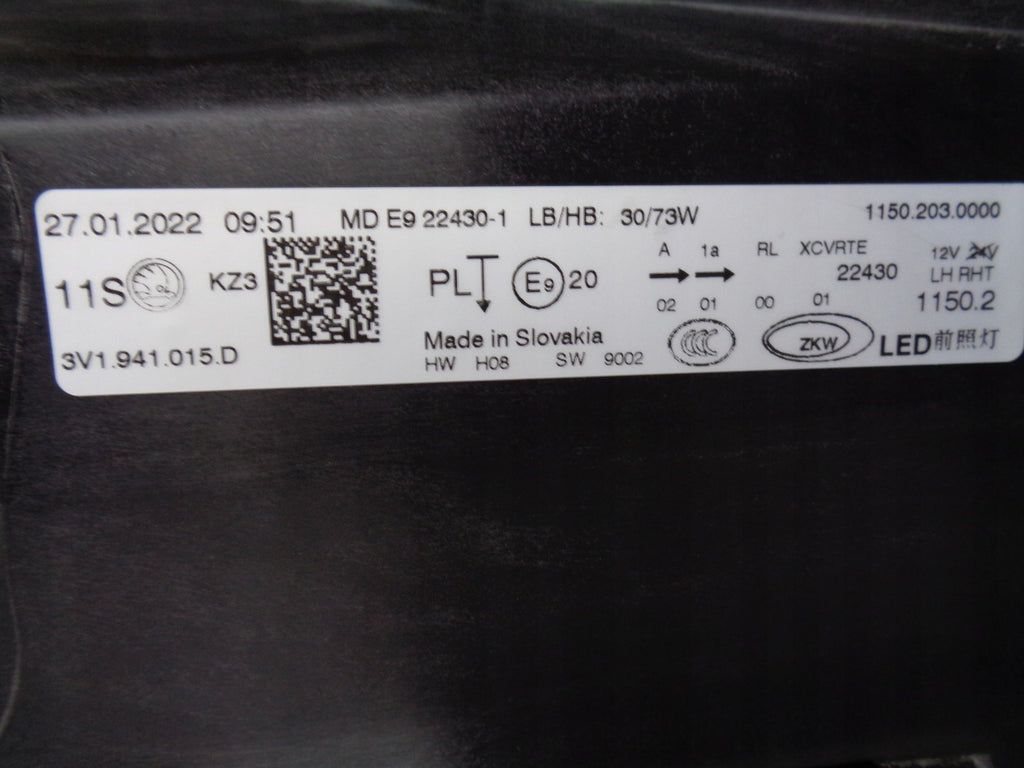 27.01.2022 09:51 MD E9 22430-1 LB/HB: 30/73W 1150.203.0000
A 1a RL XCVRTE 12V 24V
11S KZ3 PL E9 20 22430 LH RHT
02 01 00 01 1150.2
Made in Slovakia CCC ZKW LED前照灯
3V1.941.015.D HW H08 SW 9002